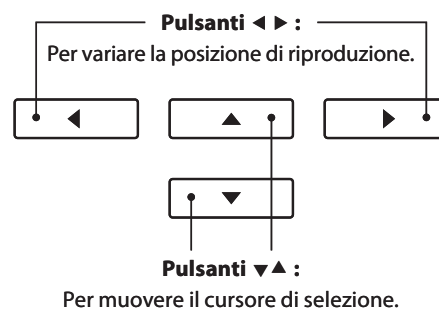 Pulsanti ◀ ▶ :
Per variare la posizione di riproduzione.
Pulsanti ▼▲ :
Per muovere il cursore di selezione.